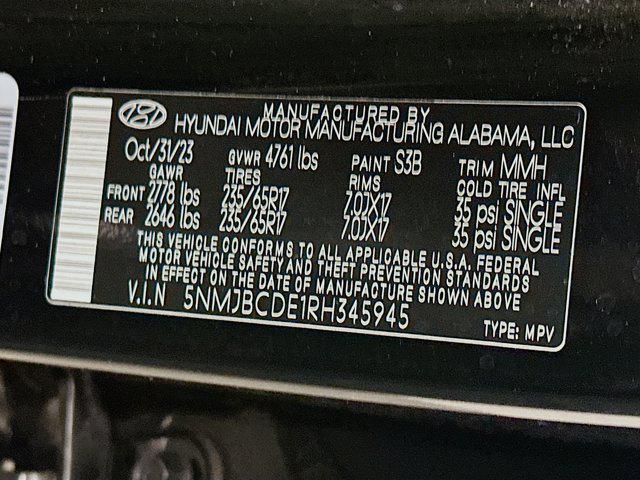 MANUFACTURED BY
HYUNDAI MOTOR MANUFACTURING ALABAMA, LLC
Oct/31/23 GVWR 4761 lbs PAINT S3B TRIM MMH
GAWR TIRES RIMS COLD TIRE INFL
FRONT 2778 lbs 235/65R17 7.0JX17 35 psi SINGLE
REAR 2646 lbs 235/65R17 7.0JX17 35 psi SINGLE
THIS VEHICLE CONFORMS TO ALL APPLICABLE U.S.A. FEDERAL
MOTOR VEHICLE SAFETY AND THEFT PREVENTION STANDARDS
IN EFFECT ON THE DATE OF MANUFACTURE SHOWN ABOVE
V.I.N 5NMJBCDE1RH345945 TYPE: MPV